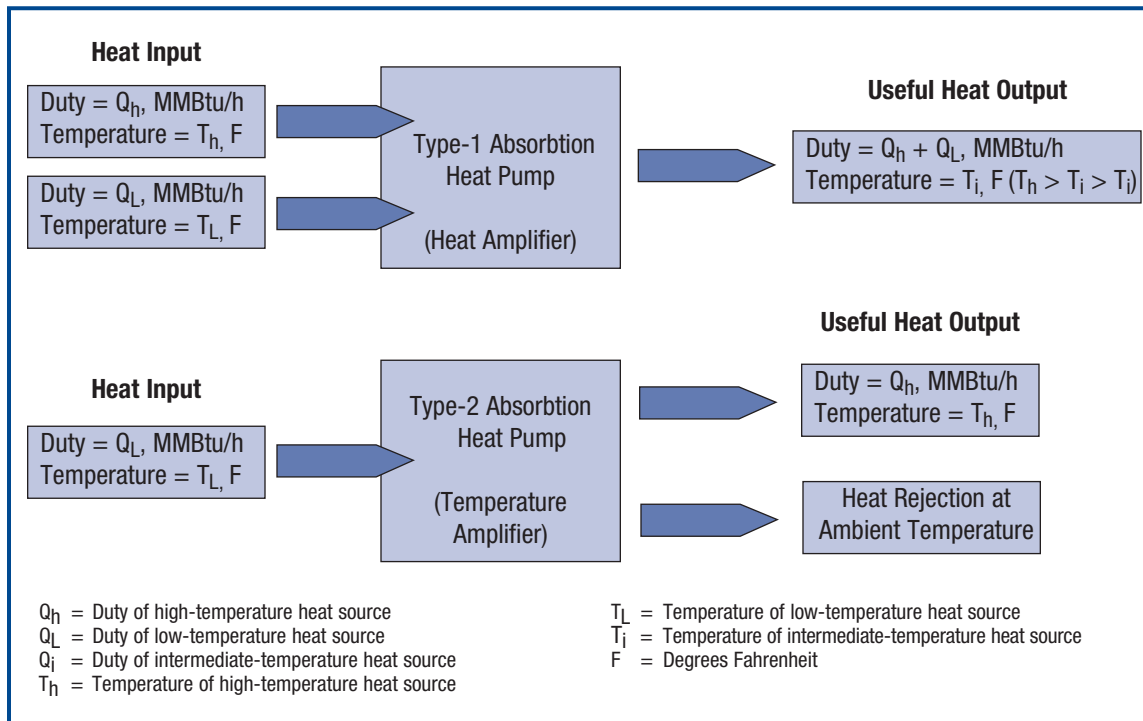 Heat Input
Duty = Qh, MMBtu/h
Temperature = Th, F
Duty = QL, MMBtu/h
Temperature = TL, F
Type-1 Absorbtion
Heat Pump
(Heat Amplifier)
Useful Heat Output
Duty = Qh + QL, MMBtu/h
Temperature = Ti, F (Th > Ti > Ti)
Heat Input
Duty = QL, MMBtu/h
Temperature = TL, F
Type-2 Absorbtion
Heat Pump
(Temperature
Amplifier)
Useful Heat Output
Duty = Qh, MMBtu/h
Temperature = Th, F
Heat Rejection at
Ambient Temperature
Qh = Duty of high-temperature heat source
QL = Duty of low-temperature heat source
Qi = Duty of intermediate-temperature heat source
Th = Temperature of high-temperature heat source
TL = Temperature of low-temperature heat source
Ti = Temperature of intermediate-temperature heat source
F = Degrees Fahrenheit